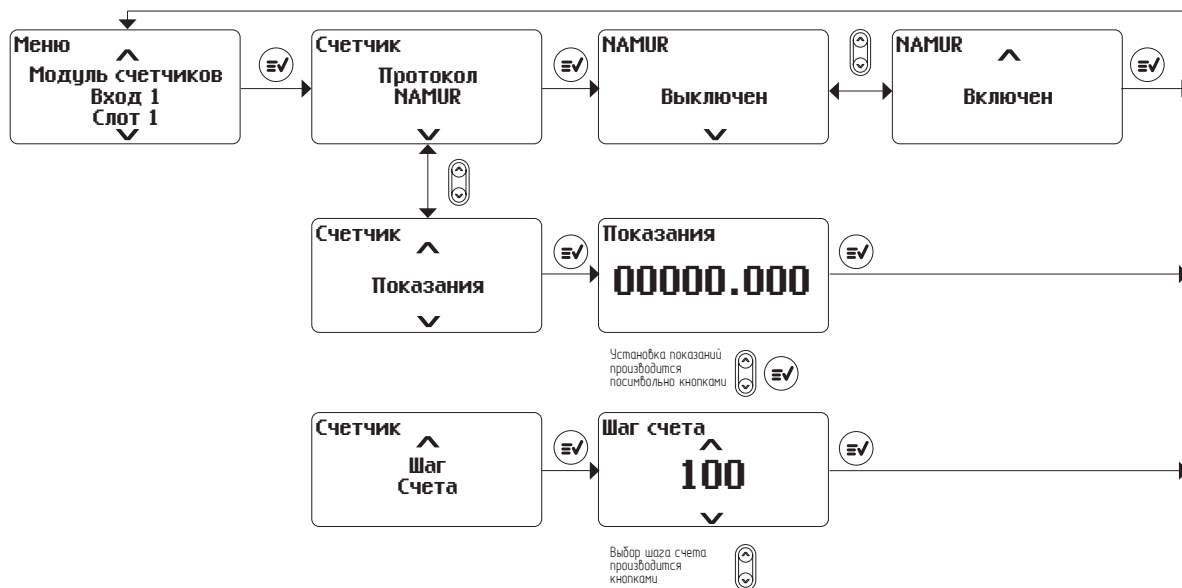 Меню
Модуль счетчиков
Вход 1
Слот 1
Счетчик
Протокол
NAMUR
NAMUR
Выключен
NAMUR
Включен
Счетчик
Показания
Показания
00000.000
Установка показаний
производится
посимвольно кнопками
Счетчик
Шаг
Счета
Шаг счета
100
Выбор шага счета
производится
кнопками